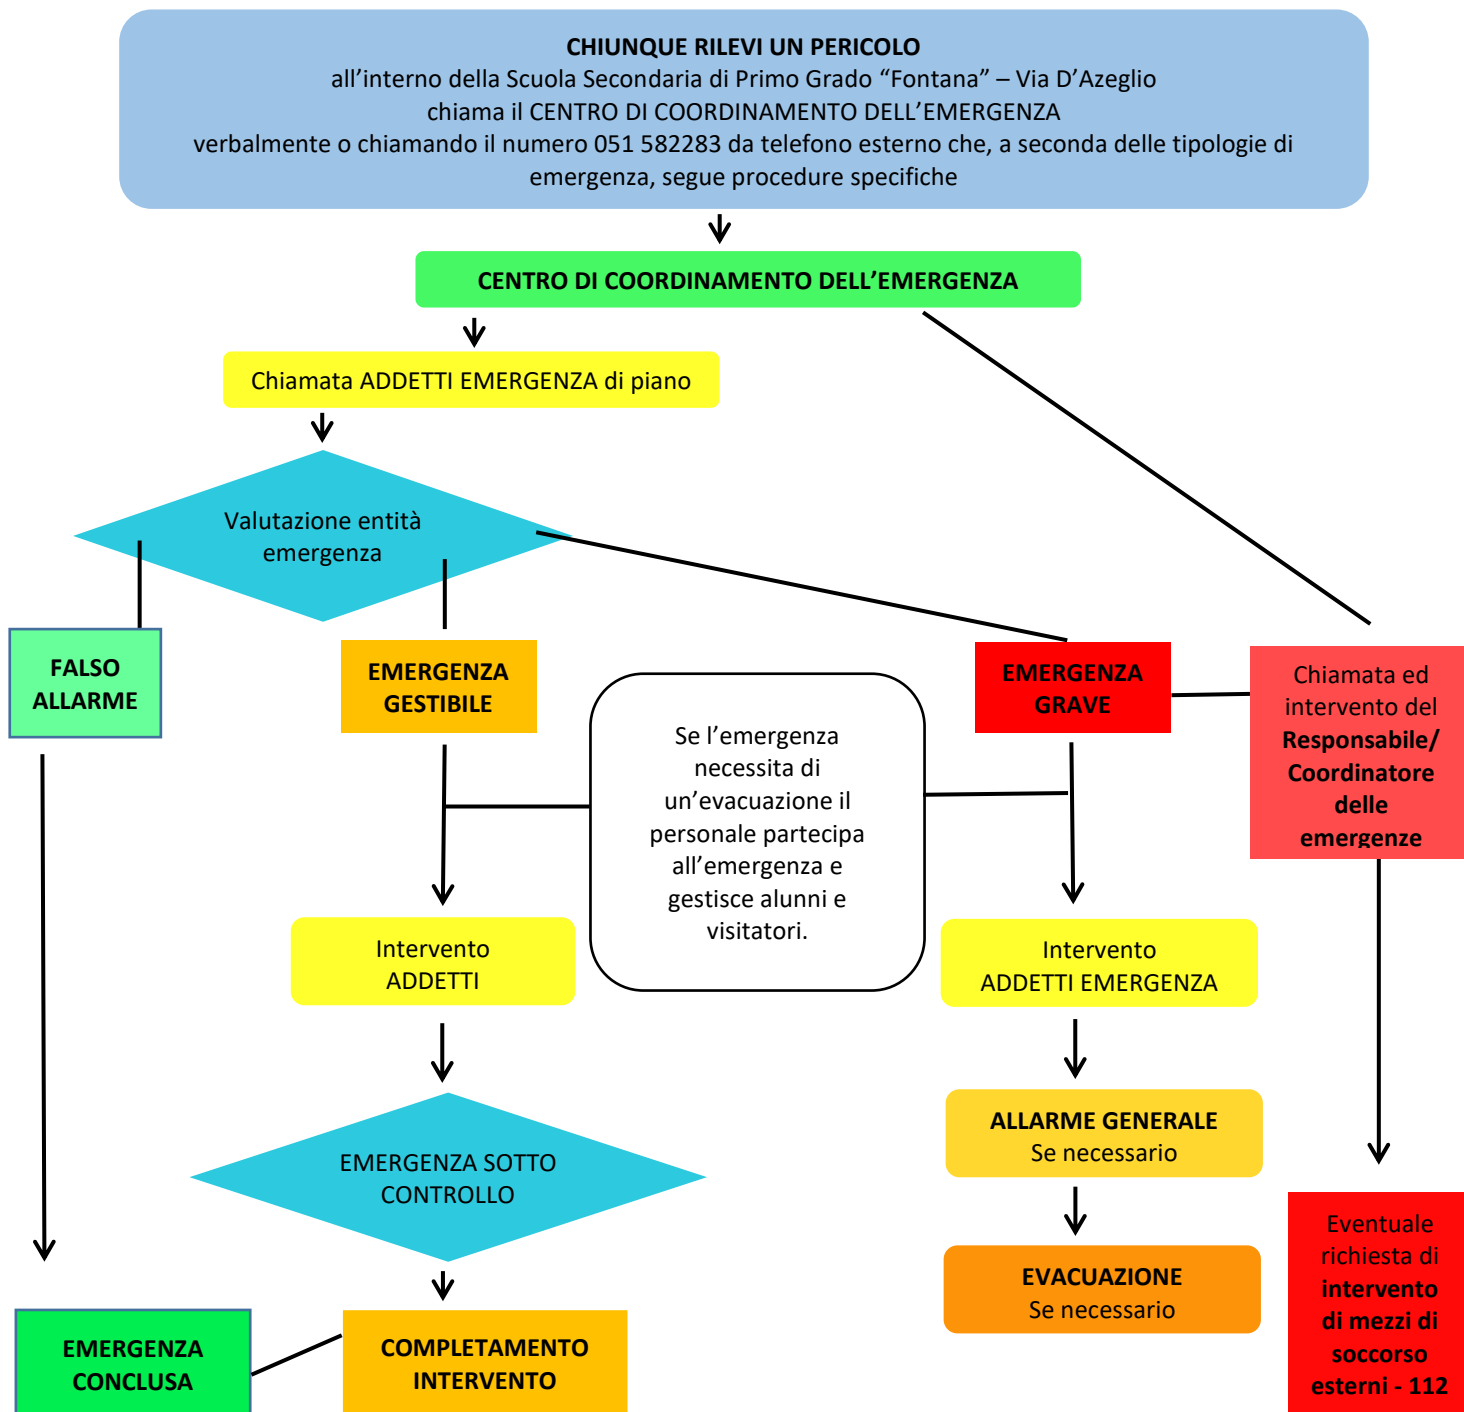 CHIUNQUE RILEVI UN PERICOLO
all’interno della Scuola Secondaria di Primo Grado “Fontana” – Via D’Azeglio
chiama il CENTRO DI COORDINAMENTO DELL’EMERGENZA
verbalmente o chiamando il numero 051 582283 da telefono esterno che, a seconda delle tipologie di
emergenza, segue procedure specifiche
CENTRO DI COORDINAMENTO DELL’EMERGENZA
Chiamata ADDETTI EMERGENZA di piano
Valutazione entità
emergenza
FALSO
ALLARME
EMERGENZA
GESTIBILE
EMERGENZA
GRAVE
Chiamata ed
intervento del
Responsabile/
Coordinatore
delle
emergenze
Se l’emergenza
necessita di
un’evacuazione il
personale partecipa
all’emergenza e
gestisce alunni e
visitatori.
Intervento
ADDETTI
Intervento
ADDETTI EMERGENZA
EMERGENZA SOTTO
CONTROLLO
ALLARME GENERALE
Se necessario
EVACUAZIONE
Se necessario
Eventuale
richiesta di
intervento
di mezzi di
soccorso
esterni - 112
EMERGENZA
CONCLUSA
COMPLETAMENTO
INTERVENTO